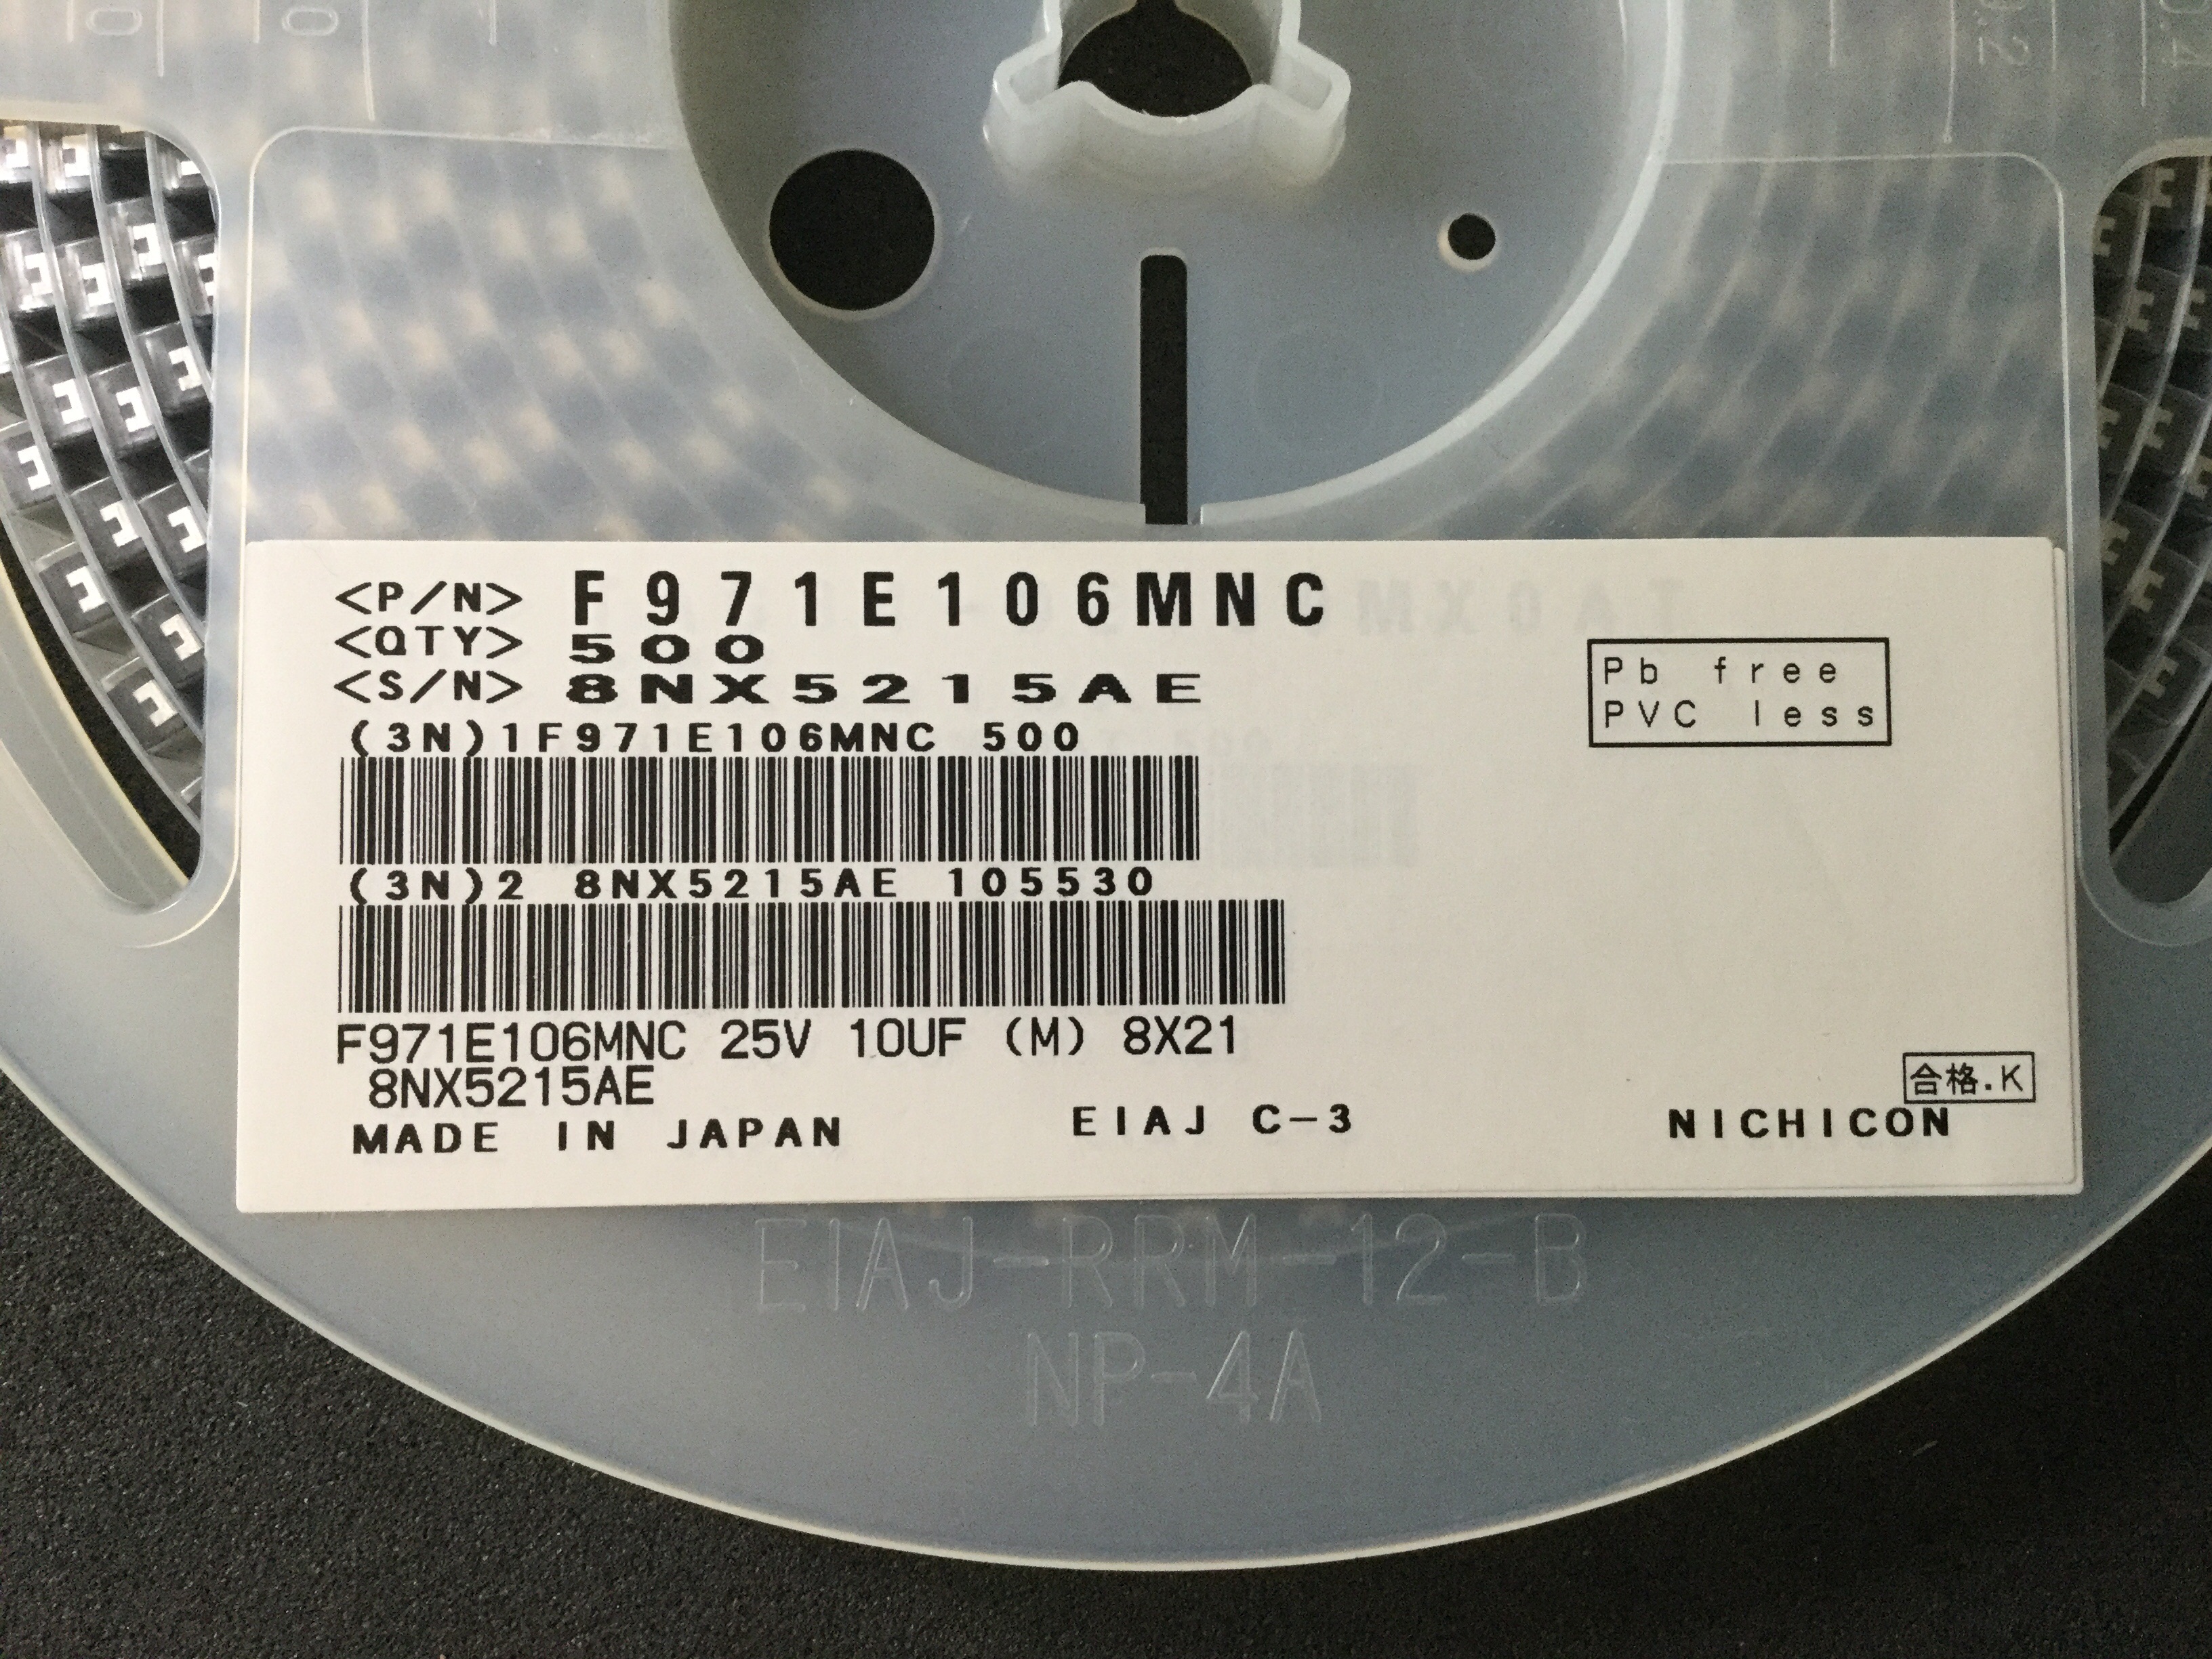 <P/N> F971E106MNC
<QTY> 500
<S/N> 8NX5215AE
Pb free
PVC less
(3N)1F971E106MNC 500
(3N)2 8NX5215AE 105530
F971E106MNC 25V 10UF (M) 8X21
8NX5215AE
合格.K
MADE IN JAPAN EIAJ C-3 NICHICON
EIAJ-RRM-12-B
NP-4A